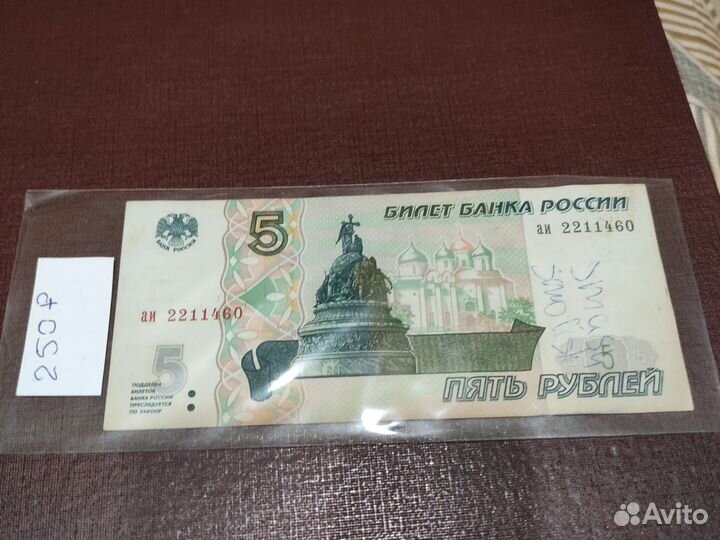 5
БИЛЕТ БАНКА РОССИИ
аи 2211460
БАНК РОССИИ
аи 2211460
250 ₽
5
ПОДДЕЛКА
БИЛЕТОВ
БАНКА РОССИИ
ПРЕСЛЕДУЕТСЯ
ПО ЗАКОНУ
5
ПЯТЬ РУБЛЕЙ
Avito